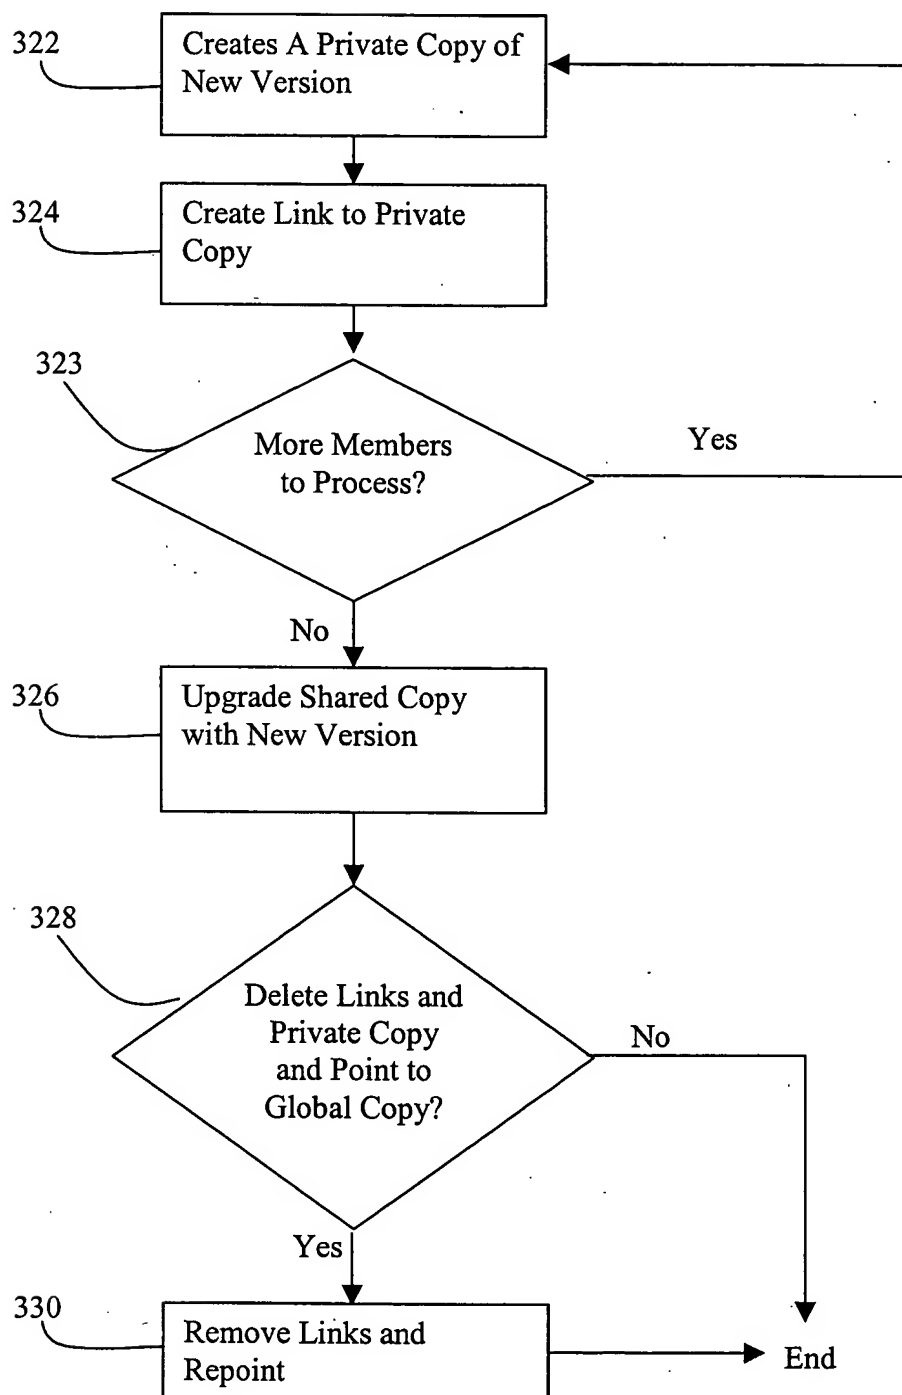 322
Creates A Private Copy of
New Version
324
Create Link to Private
Copy
323
More Members
to Process?
Yes
No
326
Upgrade Shared Copy
with New Version
328
Delete Links and
Private Copy
and Point to
Global Copy?
No
Yes
330
Remove Links and
Repoint
End